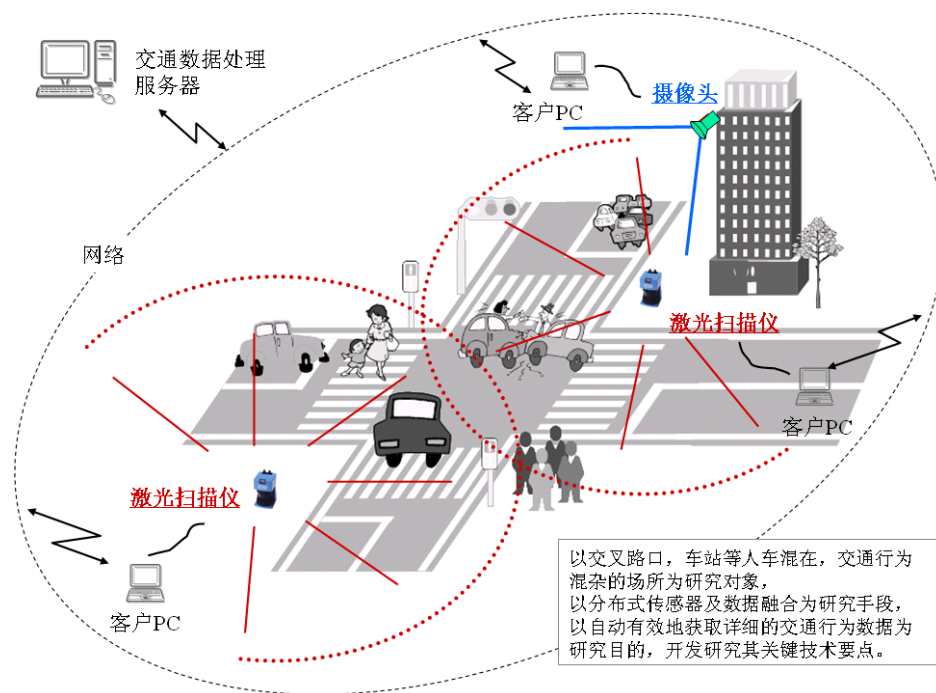 交通数据处理
服务器
客户PC
摄像头
网络
激光扫描仪
客户PC
激光扫描仪
客户PC
以交叉路口，车站等人车混在，交通行为
混杂的场所为研究对象，
以分布式传感器及数据融合为研究手段，
以自动有效地获取详细的交通行为数据为
研究目的，开发研究其关键技术要点。